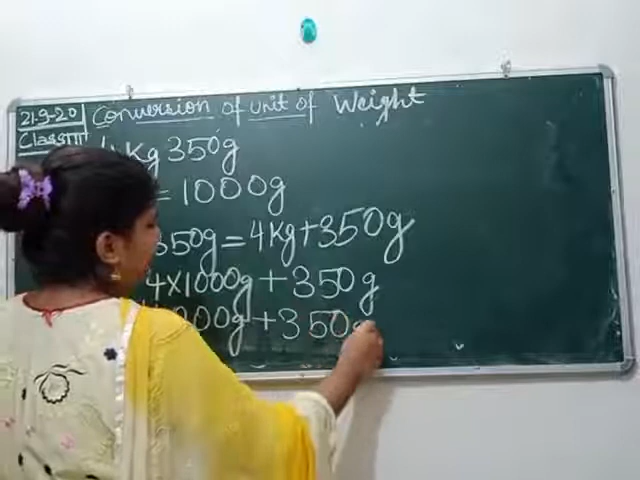 21-9-20
Class III
Conversion of unit of Weight
Kg 350g
= 1000g
350g = 4Kg + 350g
4 x 1000g + 350g
000g + 350g